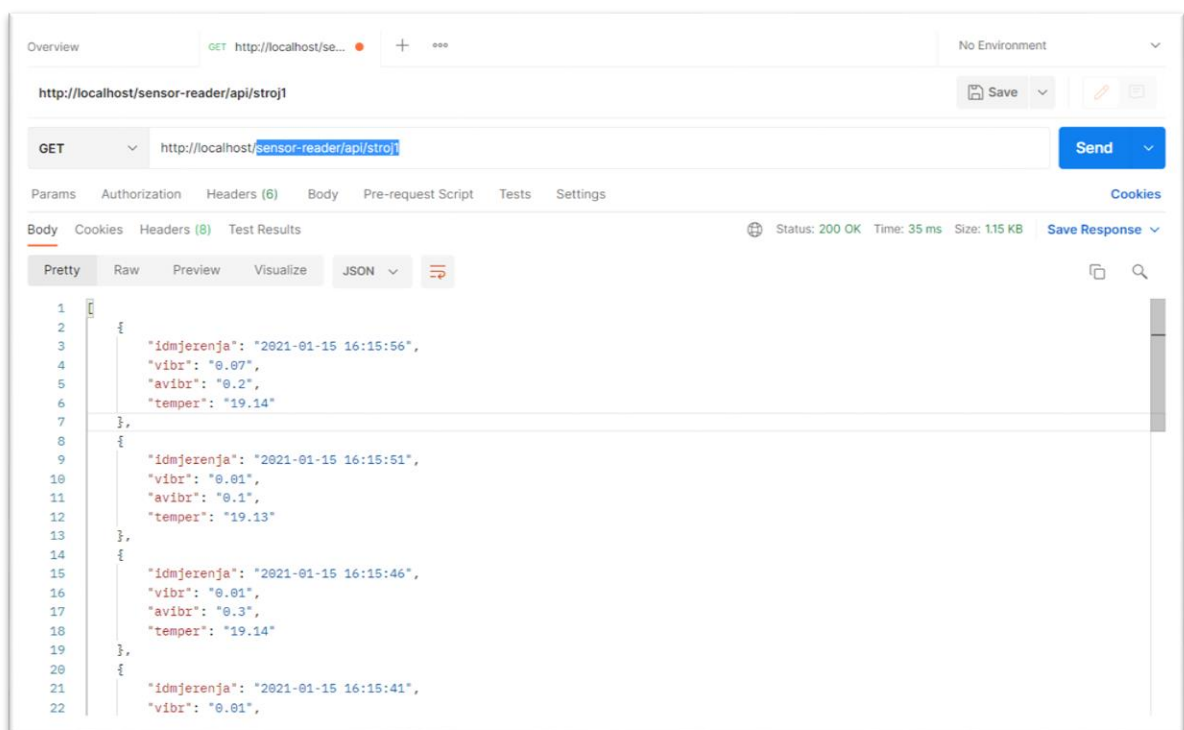 Overview GET http://localhost/se... No Environment
http://localhost/sensor-reader/api/stroj1 Save
GET http://localhost/sensor-reader/api/stroj1 Send
Params Authorization Headers (6) Body Pre-request Script Tests Settings Cookies
Body Cookies Headers (8) Test Results Status: 200 OK Time: 35 ms Size: 1.15 KB Save Response
Pretty Raw Preview Visualize JSON
1 [
2 {
3 "idmjerenja": "2021-01-15 16:15:56",
4 "vibr": "0.07",
5 "avibr": "0.2",
6 "temper": "19.14"
7 },
8 {
9 "idmjerenja": "2021-01-15 16:15:51",
10 "vibr": "0.01",
11 "avibr": "0.1",
12 "temper": "19.13"
13 },
14 {
15 "idmjerenja": "2021-01-15 16:15:46",
16 "vibr": "0.01",
17 "avibr": "0.3",
18 "temper": "19.14"
19 },
20 {
21 "idmjerenja": "2021-01-15 16:15:41",
22 "vibr": "0.01",